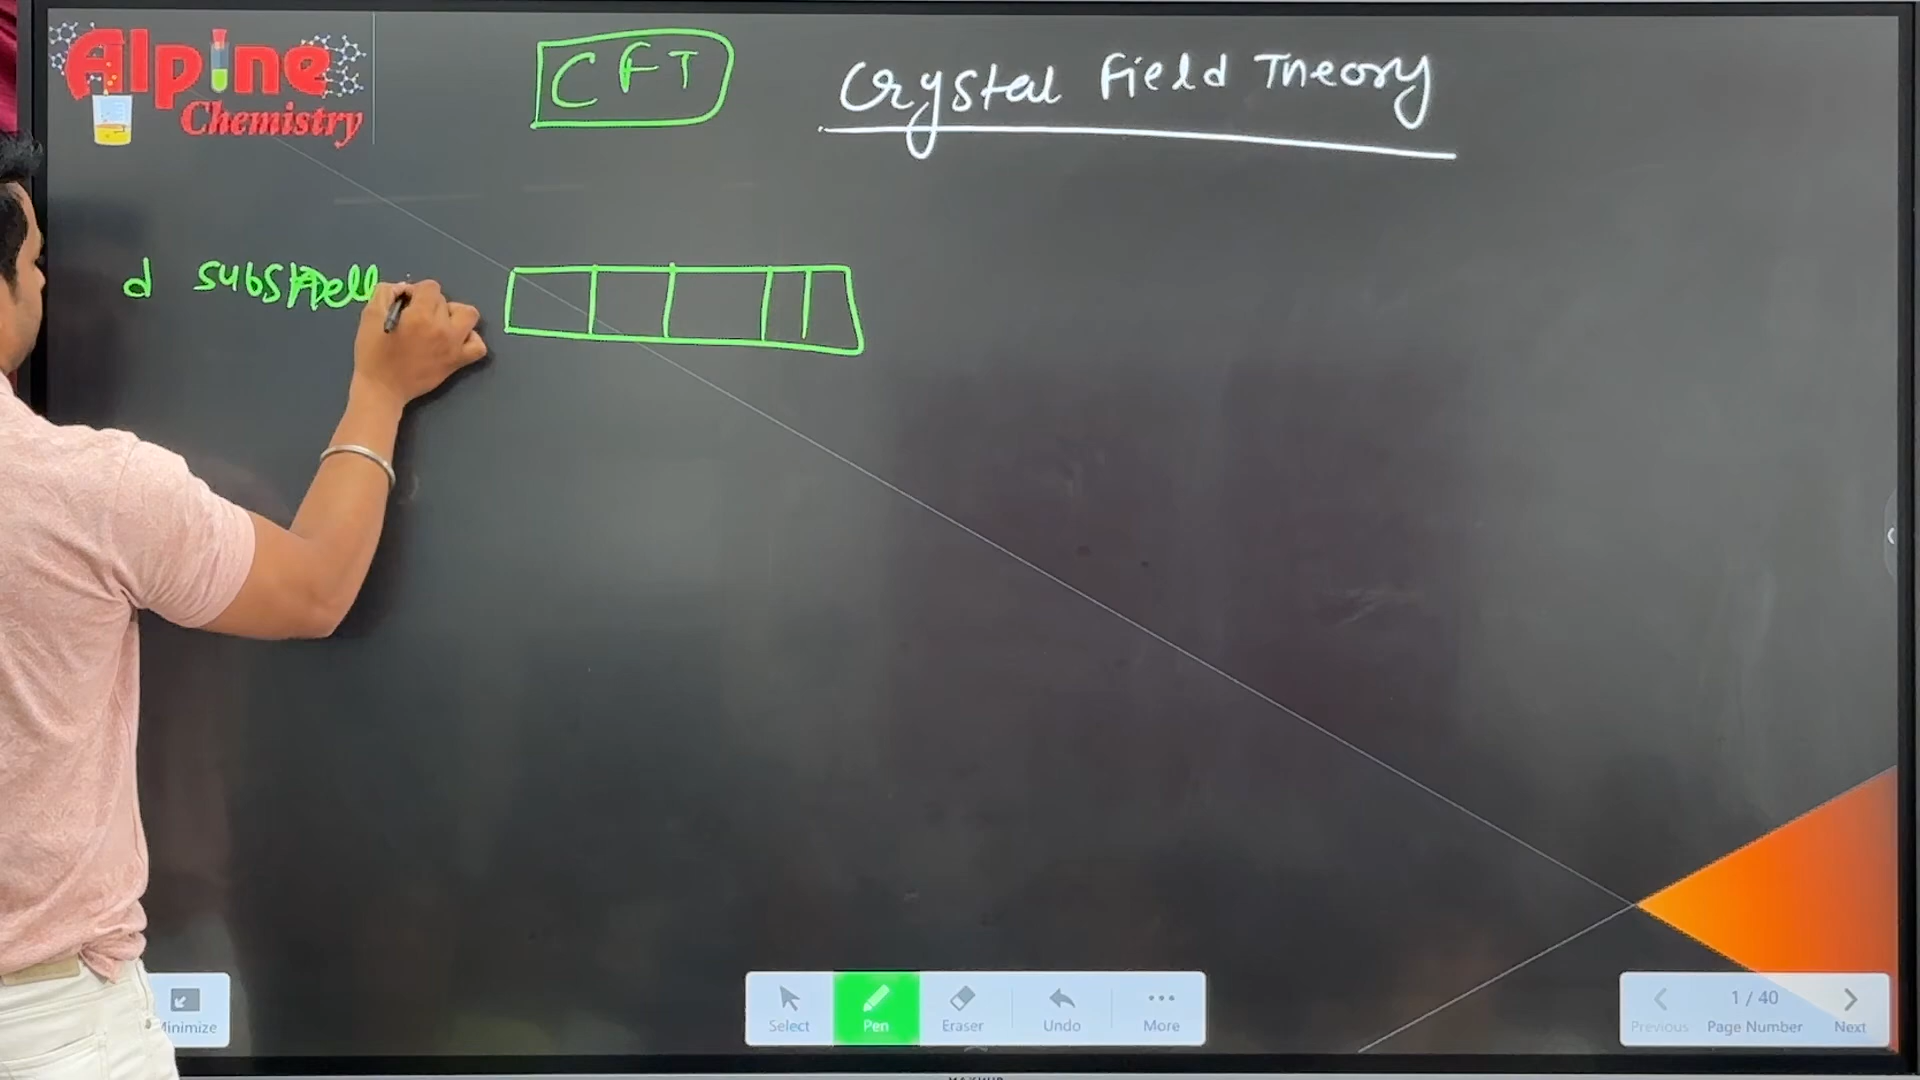 Alpine
Chemistry
CFT
Crystal Field Theory
d subshell
Minimize
Select
Pen
Eraser
Undo
More
1 / 40
Previous
Page Number
Next